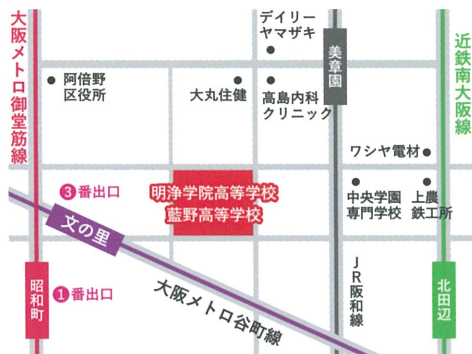 大阪メトロ御堂筋線
デイリー
ヤマザキ
美章園
近鉄南大阪線
阿倍野
区役所
大丸住健
高島内科
クリニック
ワシヤ電材
❸番出口
明浄学院高等学校
藍野高等学校
中央学園
専門学校
上農
鉄工所
文の里
昭和町
❶番出口
大阪メトロ谷町線
JR阪和線
北田辺